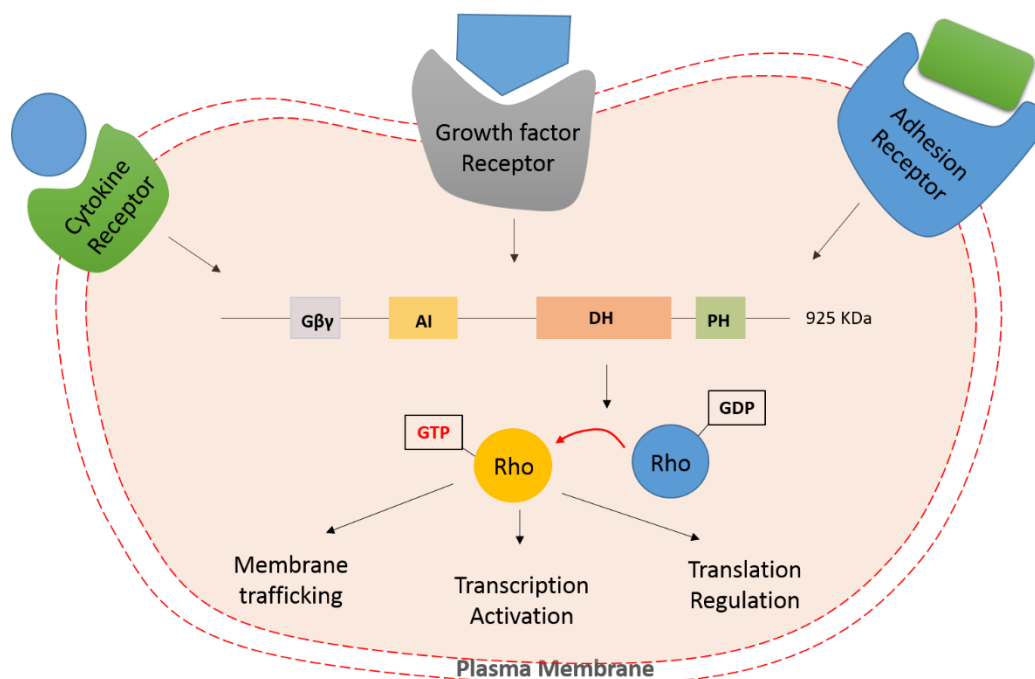 Growth factor
Receptor
Adhesion
Receptor
Cytokine
Receptor
Gβγ
AI
DH
PH
925 KDa
GTP
GDP
Rho
Rho
Membrane
trafficking
Transcription
Activation
Translation
Regulation
Plasma Membrane